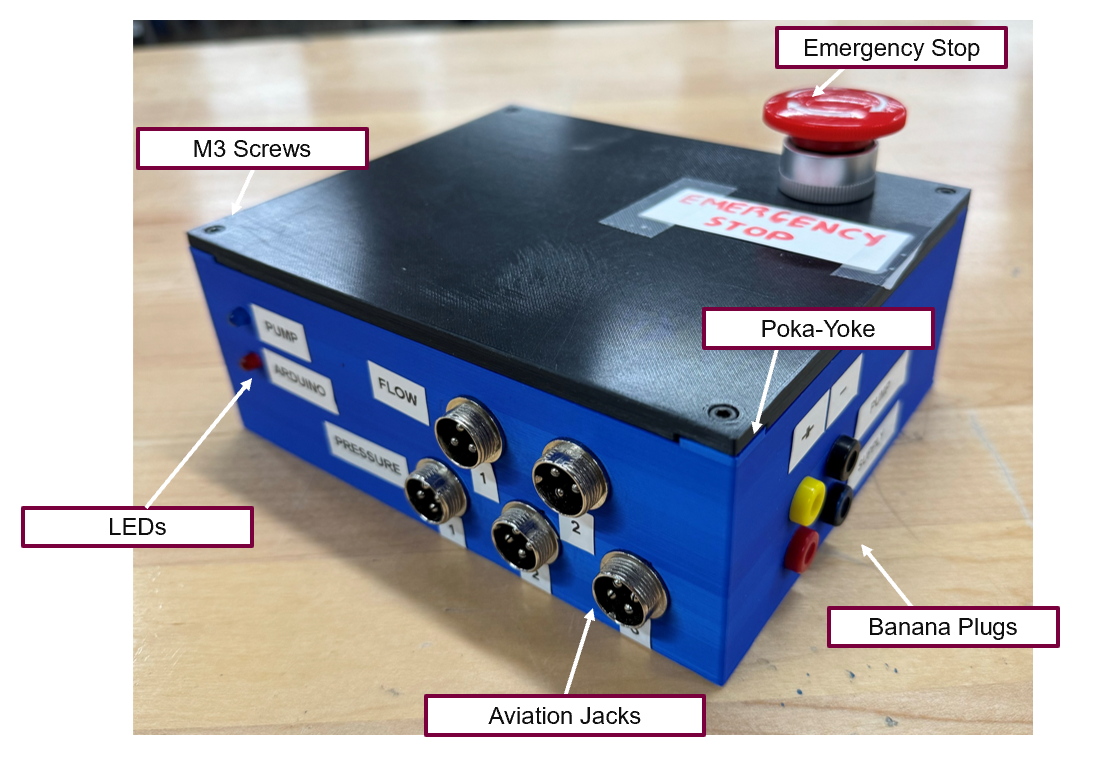 Emergency Stop
M3 Screws
EMERGENCY
STOP
Poka-Yoke
PUMP
ARDUINO
FLOW
+
-
PUMP
PRESSURE
1
2
1
2
3
LEDs
Banana Plugs
Aviation Jacks